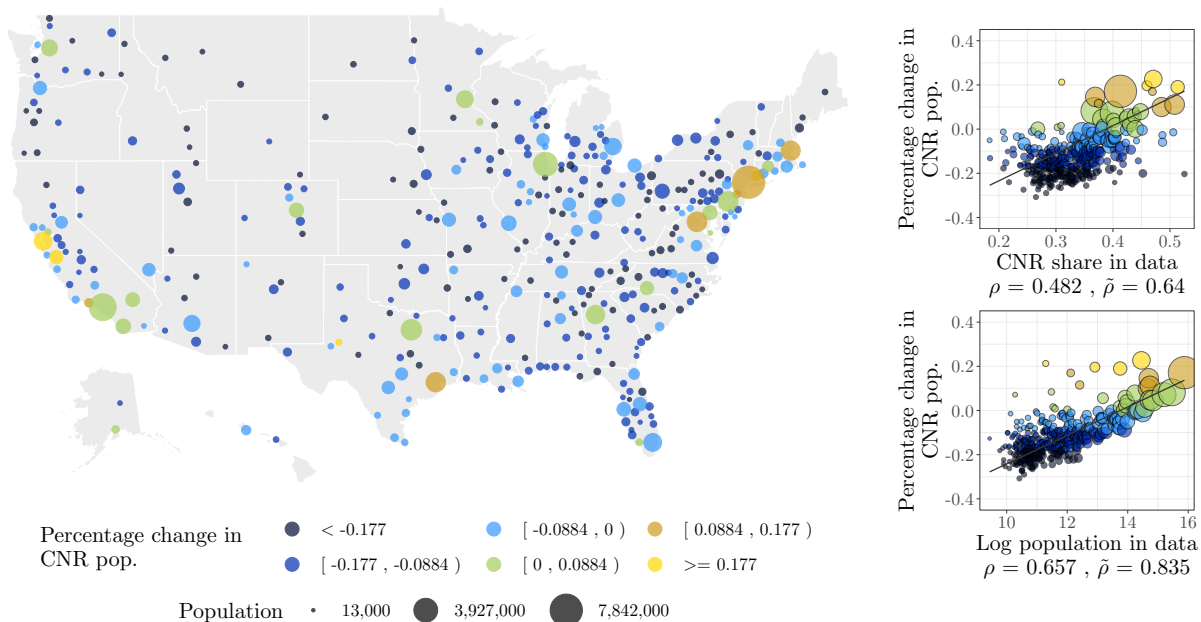 Percentage change in
CNR pop.
0.4
0.2
0.0
-0.2
-0.4
0.2
0.3
0.4
0.5
CNR share in data
ρ = 0.482 , ρ̃ = 0.64
Percentage change in
CNR pop.
0.4
0.2
0.0
-0.2
-0.4
10
12
14
16
Log population in data
ρ = 0.657 , ρ̃ = 0.835
Percentage change in
CNR pop.
< -0.177
[ -0.0884 , 0 )
[ 0.0884 , 0.177 )
[ -0.177 , -0.0884 )
[ 0 , 0.0884 )
>= 0.177
Population
13,000
3,927,000
7,842,000